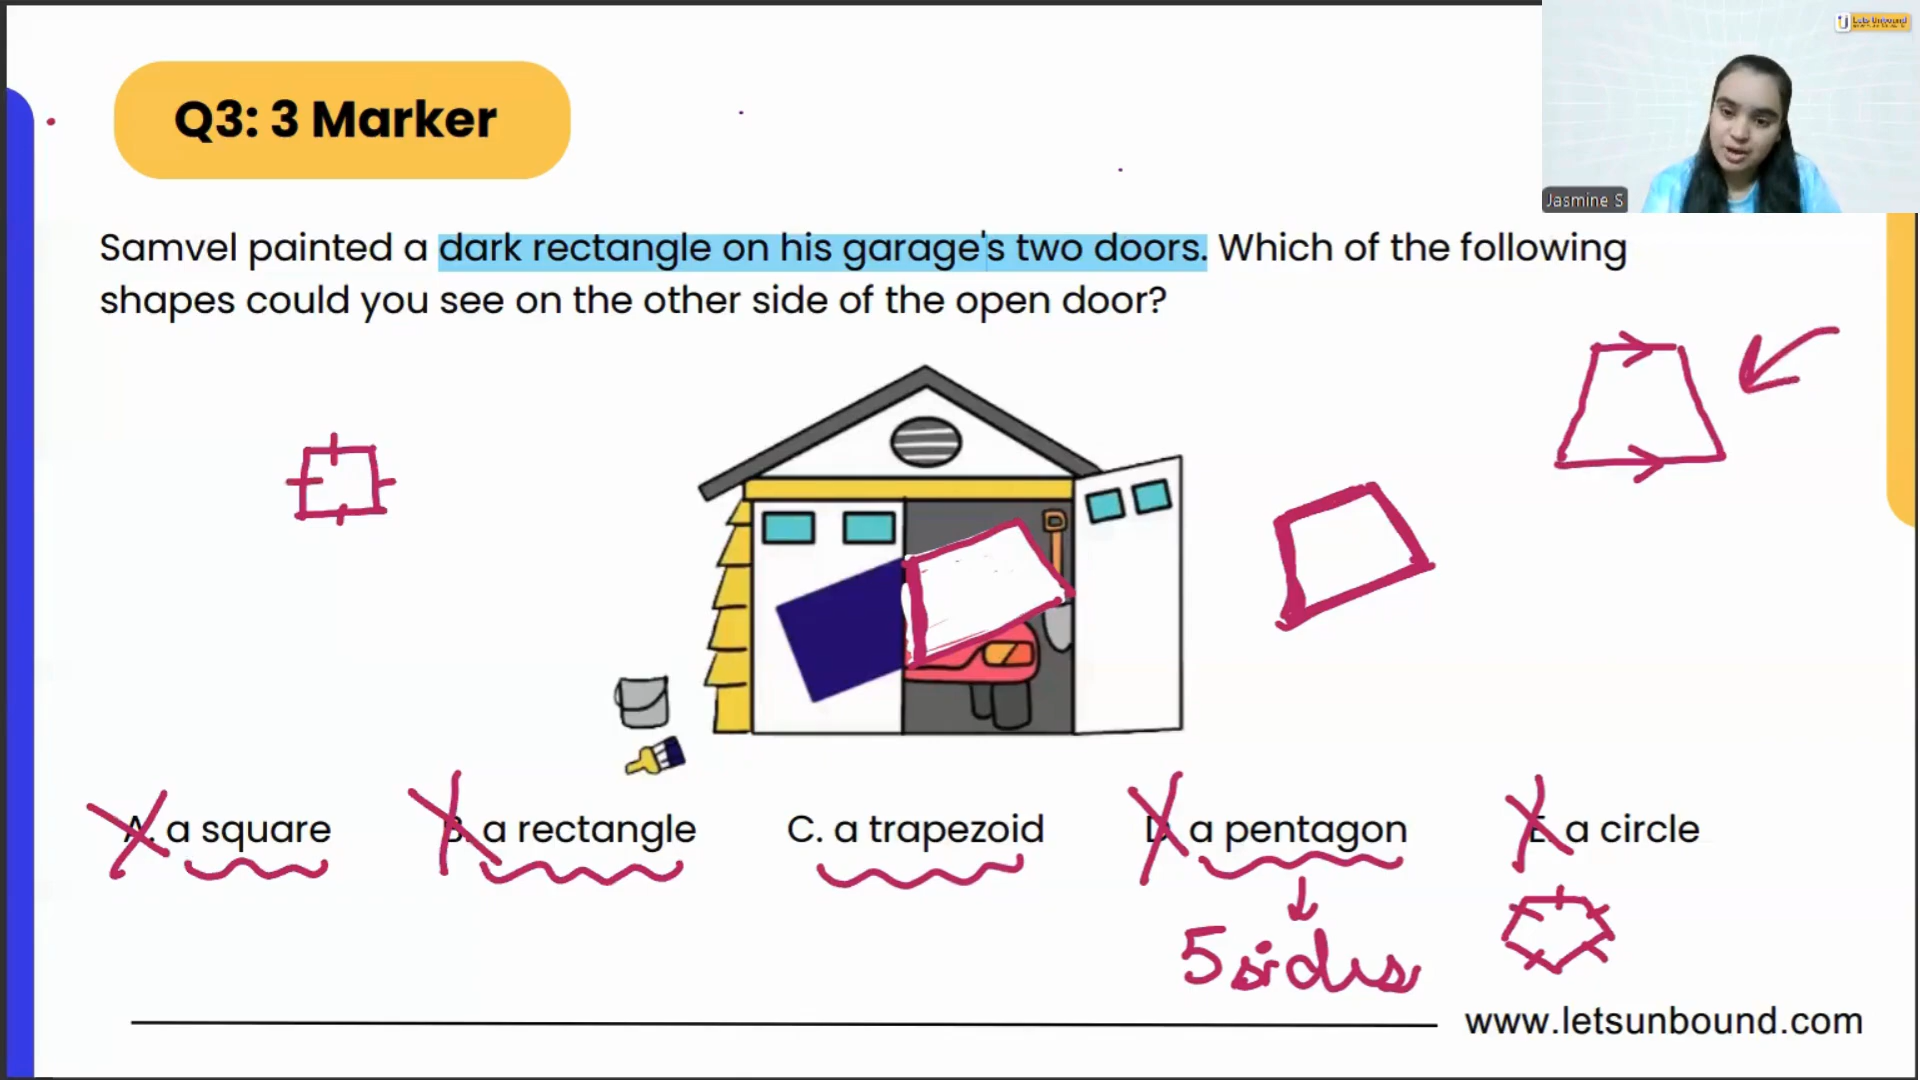 Lets Unbound
Q3: 3 Marker
Jasmine S
Samvel painted a dark rectangle on his garage's two doors. Which of the following
shapes could you see on the other side of the open door?
A. a square B. a rectangle C. a trapezoid D. a pentagon E. a circle
5 sides
www.letsunbound.com